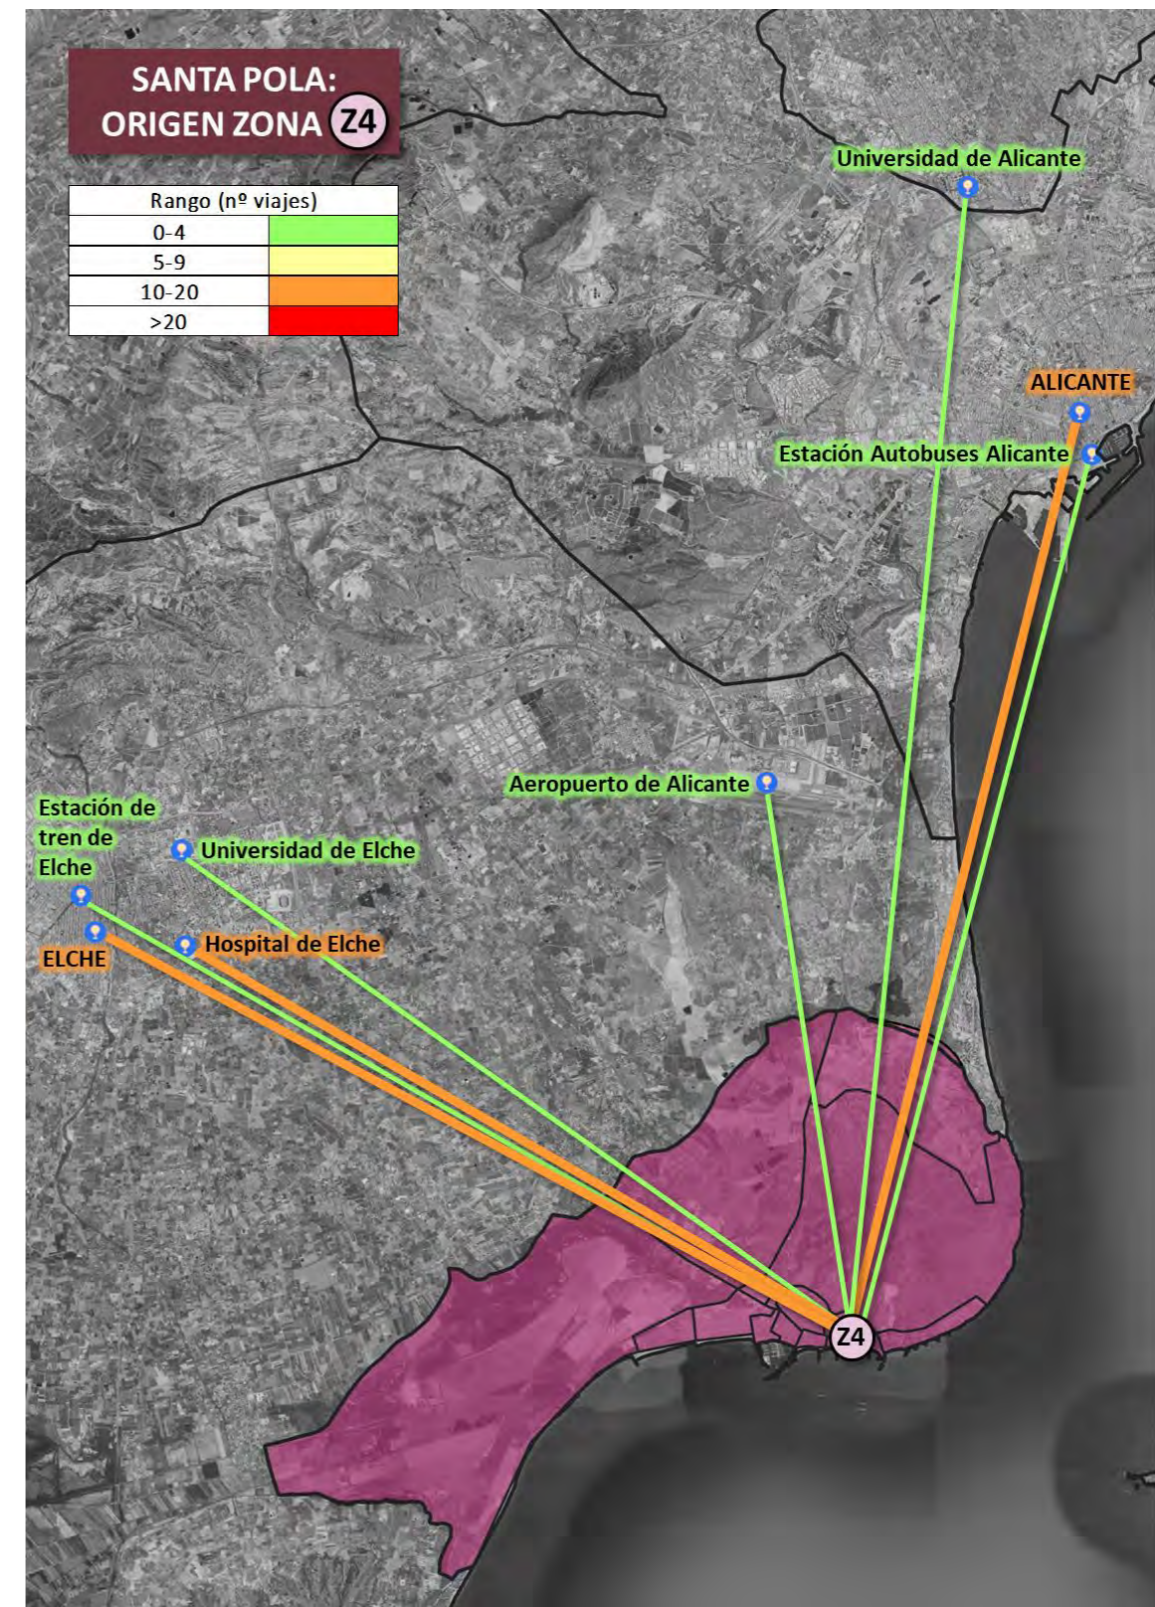 SANTA POLA:
ORIGEN ZONA Z4
Rango (nº viajes)
0-4
5-9
10-20
>20
Universidad de Alicante
ALICANTE
Estación Autobuses Alicante
Aeropuerto de Alicante
Estación de
tren de
Elche
Universidad de Elche
ELCHE
Hospital de Elche
Z4